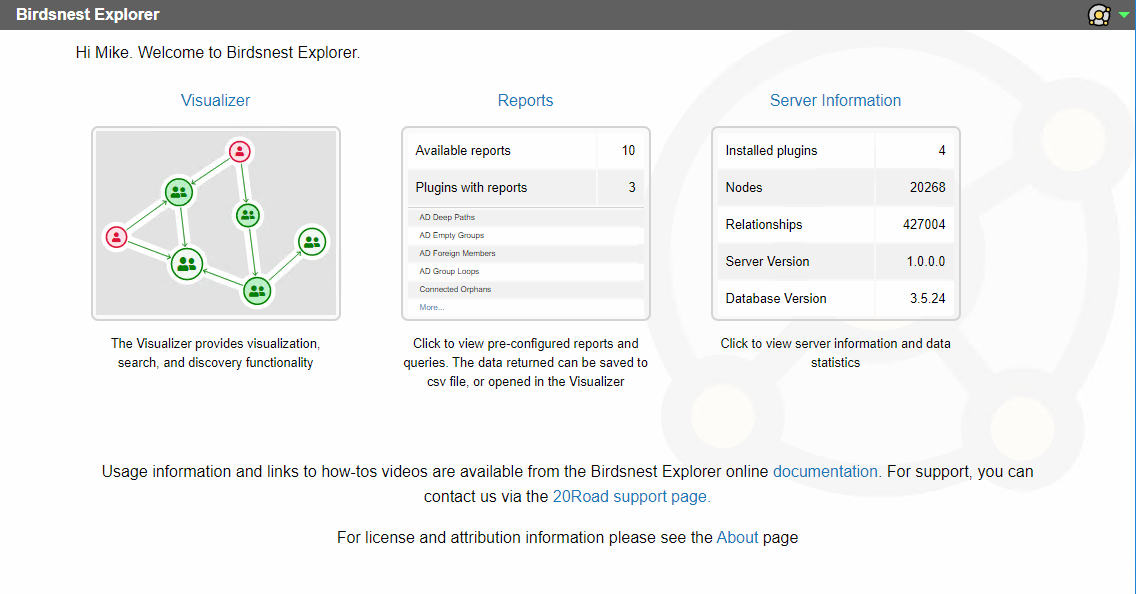 Birdsnest Explorer
Hi Mike. Welcome to Birdsnest Explorer.
Visualizer
The Visualizer provides visualization,
search, and discovery functionality
Reports
Available reports 10
Plugins with reports 3
AD Deep Paths
AD Empty Groups
AD Foreign Members
AD Group Loops
Connected Orphans
More...
Click to view pre-configured reports and
queries. The data returned can be saved to
csv file, or opened in the Visualizer
Server Information
Installed plugins 4
Nodes 20268
Relationships 427004
Server Version 1.0.0.0
Database Version 3.5.24
Click to view server information and data
statistics
Usage information and links to how-tos videos are available from the Birdsnest Explorer online documentation. For support, you can
contact us via the 20Road support page.
For license and attribution information please see the About page